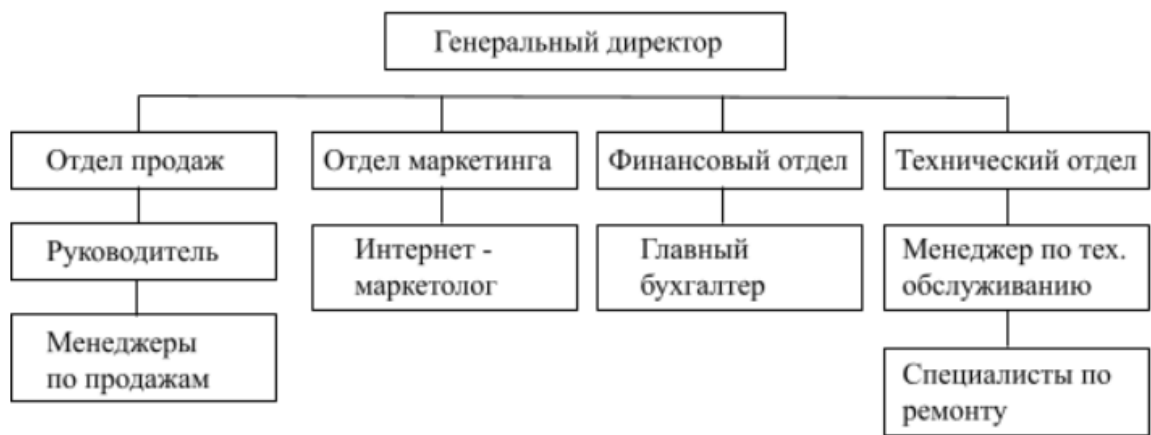 Генеральный директор
Отдел продаж
Отдел маркетинга
Финансовый отдел
Технический отдел
Руководитель
Интернет -
маркетолог
Главный
бухгалтер
Менеджер по тех.
обслуживанию
Менеджеры
по продажам
Специалисты по
ремонту